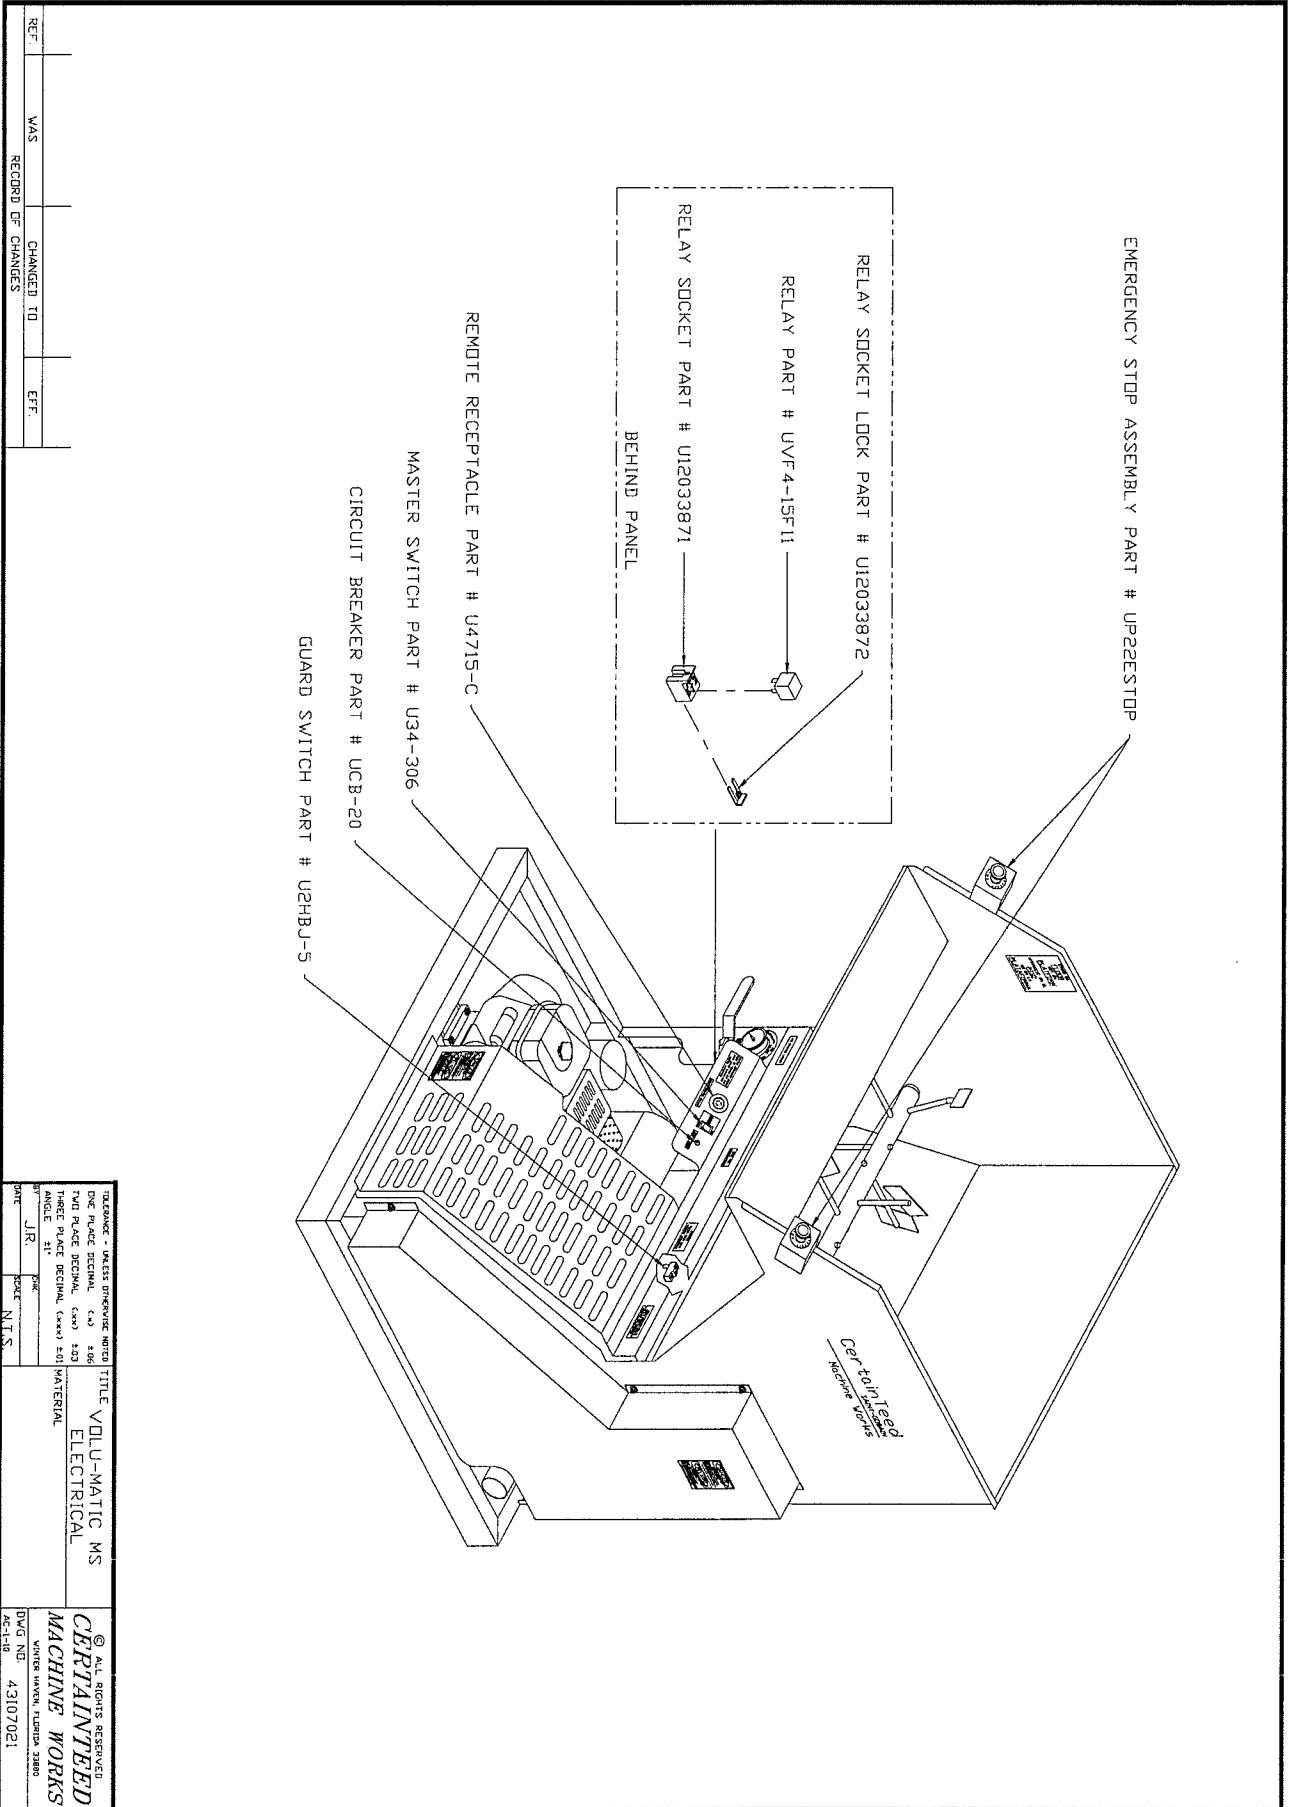 EMERGENCY STOP ASSEMBLY PART # UP22ESTOP
RELAY SOCKET LOCK PART # U12033872
RELAY PART # UVF4-15F11
RELAY SOCKET PART # U12033871
BEHIND PANEL
REMOTE RECEPTACLE PART # U4715-C
MASTER SWITCH PART # U34-306
CIRCUIT BREAKER PART # UCB-20
GUARD SWITCH PART # U2HBJ-5
CertainTeed
SAINT-GOBAIN
Machine Works
REF.
WAS
CHANGED TO
EFF.
RECORD OF CHANGES
TOLERANCE - UNLESS OTHERWISE NOTED
ONE PLACE DECIMAL (.x) ±.06
TWO PLACE DECIMAL (.xx) ±.03
THREE PLACE DECIMAL (.xxx) ±.01
ANGLE ±1°
BY J.R.
CHK
DATE
SCALE N.T.S.
TITLE VOLU-MATIC MS
ELECTRICAL
MATERIAL
© ALL RIGHTS RESERVED
CERTAINTEED
MACHINE WORKS
WINTER HAVEN, FLORIDA 33880
DWG NO. 43I07021
AC-1-10